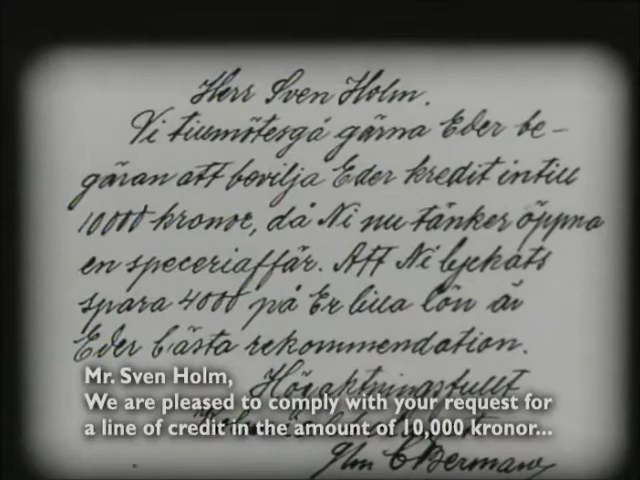 Herr Sven Holm.
Vi tillmötesgå gärna Eder be-
gäran att bevilja Eder kredit intill
10000 kronor, då Ni nu tänker öppna
en speceriaffär. Att Ni lyckats
spara 4000 på Er lilla lön är
Eder bästa rekommendation.
Högaktningsfullt
Mr. Sven Holm,
We are pleased to comply with your request for
a line of credit in the amount of 10,000 kronor...